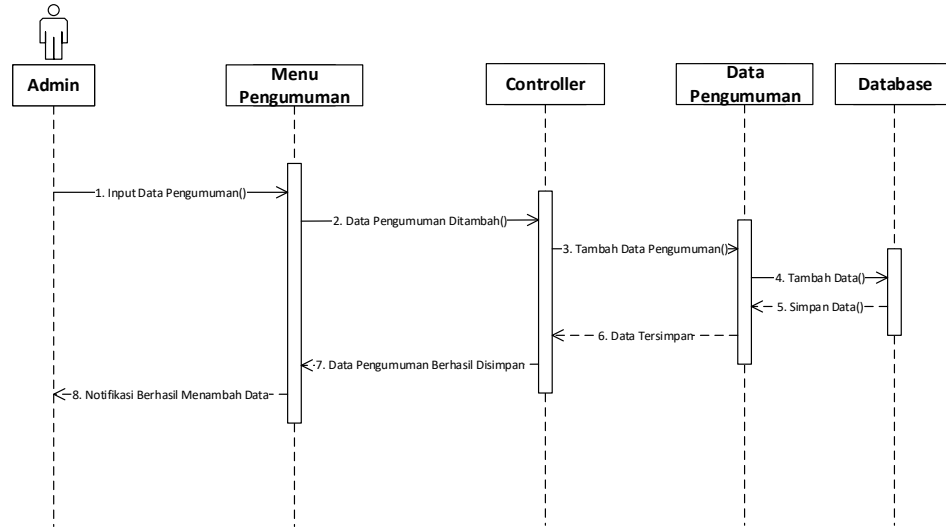 Admin
Menu
Pengumuman
Controller
Data
Pengumuman
Database
1. Input Data Pengumuman()
2. Data Pengumuman Ditambah()
3. Tambah Data Pengumuman()
4. Tambah Data()
5. Simpan Data()
6. Data Tersimpan
7. Data Pengumuman Berhasil Disimpan
8. Notifikasi Berhasil Menambah Data